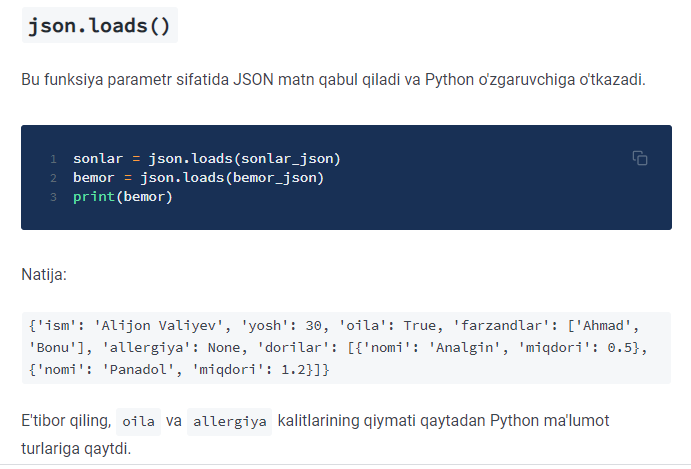 json.loads()
Bu funksiya parametr sifatida JSON matn qabul qiladi va Python o'zgaruvchiga o'tkazadi.
1 sonlar = json.loads(sonlar_json)
2 bemor = json.loads(bemor_json)
3 print(bemor)
Natija:
{'ism': 'Alijon Valiyev', 'yosh': 30, 'oila': True, 'farzandlar': ['Ahmad',
'Bonu'], 'allergiya': None, 'dorilar': [{'nomi': 'Analgin', 'miqdori': 0.5},
{'nomi': 'Panadol', 'miqdori': 1.2}]}
E'tibor qiling, oila va allergiya kalitlarining qiymati qaytadan Python ma'lumot
turlariga qaytdi.